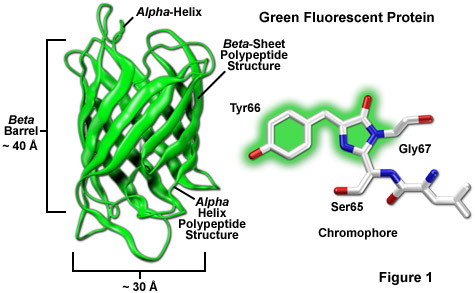 Green Fluorescent Protein
Alpha-Helix
Beta-Sheet
Polypeptide
Structure
Beta
Barrel
~ 40 Å
Alpha
Helix
Polypeptide
Structure
~ 30 Å
Tyr66
Gly67
Ser65
Chromophore
Figure 1